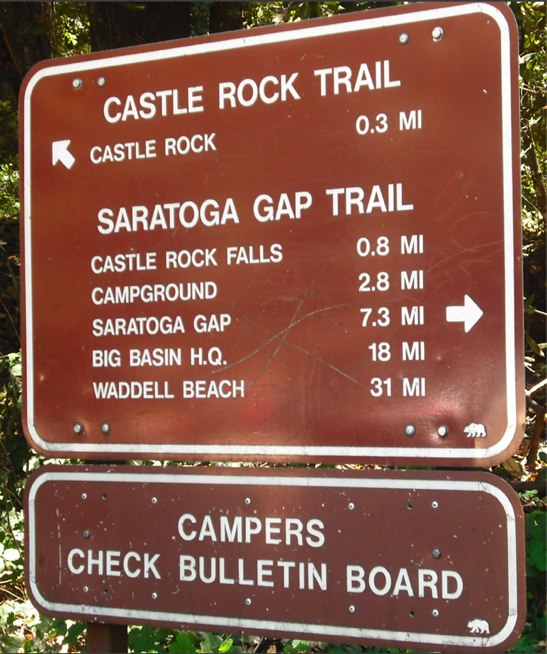 CASTLE ROCK TRAIL
CASTLE ROCK 0.3 MI
SARATOGA GAP TRAIL
CASTLE ROCK FALLS 0.8 MI
CAMPGROUND 2.8 MI
SARATOGA GAP 7.3 MI
BIG BASIN H.Q. 18 MI
WADDELL BEACH 31 MI
CAMPERS
CHECK BULLETIN BOARD